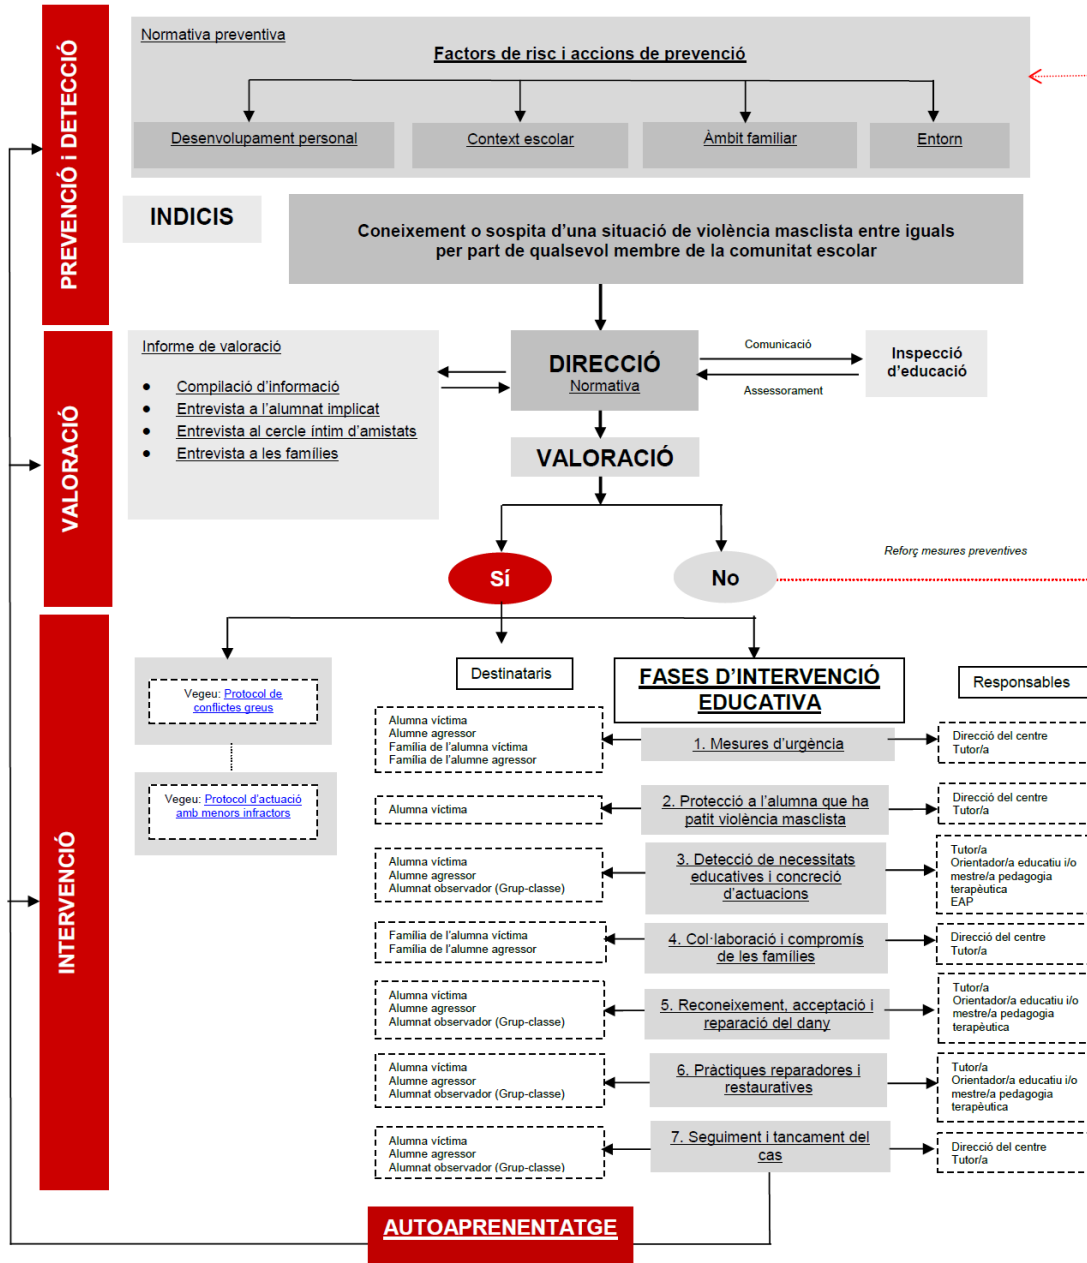 PREVENCIÓ i DETECCIÓ
Normativa preventiva
Factors de risc i accions de prevenció
Desenvolupament personal
Context escolar
Àmbit familiar
Entorn
INDICIS
Coneixement o sospita d'una situació de violència masclista entre iguals
per part de qualsevol membre de la comunitat escolar
VALORACIÓ
Informe de valoració
● Compilació d'informació
● Entrevista a l'alumnat implicat
● Entrevista al cercle íntim d'amistats
● Entrevista a les famílies
DIRECCIÓ
Normativa
Comunicació
Assessorament
Inspecció
d'educació
VALORACIÓ
Sí
No
Reforç mesures preventives
INTERVENCIÓ
Vegeu: Protocol de
conflictes greus
Vegeu: Protocol d'actuació
amb menors infractors
Destinataris
FASES D'INTERVENCIÓ
EDUCATIVA
Responsables
Alumna víctima
Alumne agressor
Família de l'alumna víctima
Família de l'alumne agressor
1. Mesures d'urgència
Direcció del centre
Tutor/a
Alumna víctima
2. Protecció a l'alumna que ha
patit violència masclista
Direcció del centre
Tutor/a
Alumna víctima
Alumne agressor
Alumnat observador (Grup-classe)
3. Detecció de necessitats
educatives i concreció
d'actuacions
Tutor/a
Orientador/a educatiu i/o
mestre/a pedagogia
terapèutica
EAP
Família de l'alumna víctima
Família de l'alumne agressor
4. Col·laboració i compromís
de les famílies
Direcció del centre
Tutor/a
Alumna víctima
Alumne agressor
Alumnat observador (Grup-classe)
5. Reconeixement, acceptació i
reparació del dany
Tutor/a
Orientador/a educatiu i/o
mestre/a pedagogia
terapèutica
Alumna víctima
Alumne agressor
Alumnat observador (Grup-classe)
6. Pràctiques reparadores i
restauratives
Tutor/a
Orientador/a educatiu i/o
mestre/a pedagogia
terapèutica
Alumna víctima
Alumne agressor
Alumnat observador (Grup-classe)
7. Seguiment i tancament del
cas
Direcció del centre
Tutor/a
AUTOAPRENENTATGE